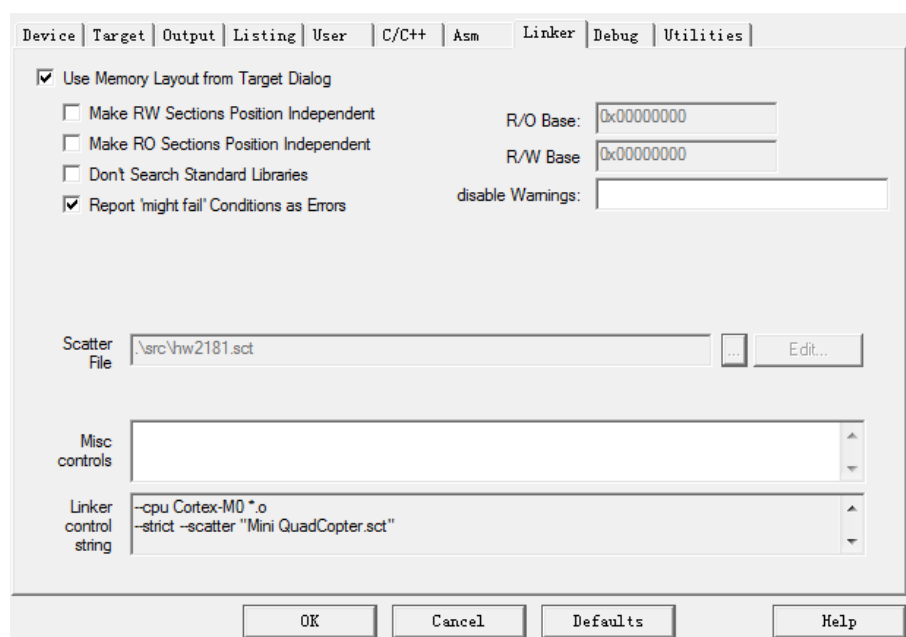 Device Target Output Listing User C/C++ Asm Linker Debug Utilities
Use Memory Layout from Target Dialog
Make RW Sections Position Independent
Make RO Sections Position Independent
Don't Search Standard Libraries
Report 'might fail' Conditions as Errors
R/O Base: 0x00000000
R/W Base 0x00000000
disable Warnings:
Scatter
File
.\src\hw2181.sct
...
Edit...
Misc
controls
Linker
control
string
--cpu Cortex-M0 *.o
--strict --scatter "Mini QuadCopter.sct"
OK Cancel Defaults Help